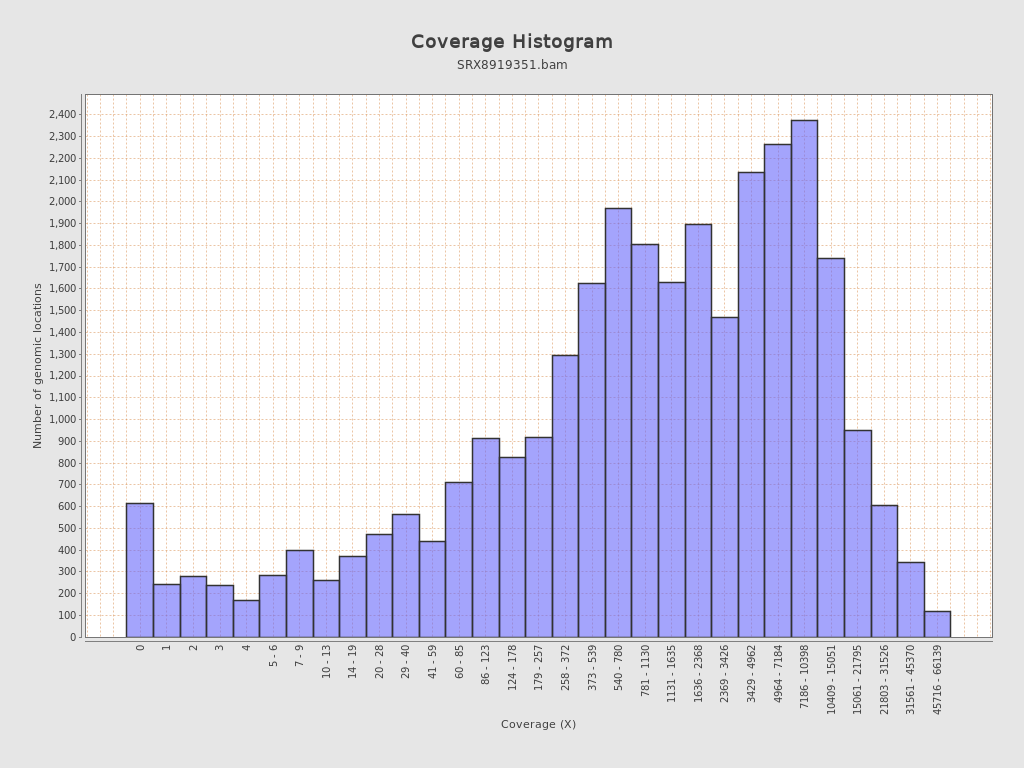 Coverage Histogram
SRX8919351.bam
Number of genomic locations
2,400
2,300
2,200
2,100
2,000
1,900
1,800
1,700
1,600
1,500
1,400
1,300
1,200
1,100
1,000
900
800
700
600
500
400
300
200
100
0
0
1
2
3
4
5 - 6
7 - 9
10 - 13
14 - 19
20 - 28
29 - 40
41 - 59
60 - 85
86 - 123
124 - 178
179 - 257
258 - 372
373 - 539
540 - 780
781 - 1130
1131 - 1635
1636 - 2368
2369 - 3426
3429 - 4962
4964 - 7184
7186 - 10398
10409 - 15051
15061 - 21795
21803 - 31526
31561 - 45370
45716 - 66139
Coverage (X)